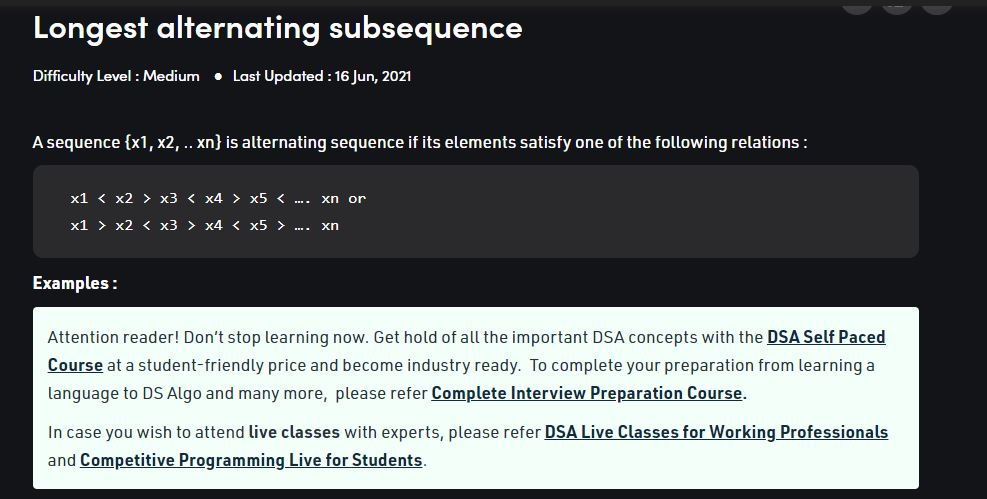 Longest alternating subsequence
Difficulty Level : Medium ● Last Updated : 16 Jun, 2021
A sequence {x1, x2, .. xn} is alternating sequence if its elements satisfy one of the following relations :
x1 < x2 > x3 < x4 > x5 < …. xn or
x1 > x2 < x3 > x4 < x5 > …. xn
Examples :
Attention reader! Don’t stop learning now. Get hold of all the important DSA concepts with the DSA Self Paced
Course at a student-friendly price and become industry ready. To complete your preparation from learning a
language to DS Algo and many more, please refer Complete Interview Preparation Course.
In case you wish to attend live classes with experts, please refer DSA Live Classes for Working Professionals
and Competitive Programming Live for Students.